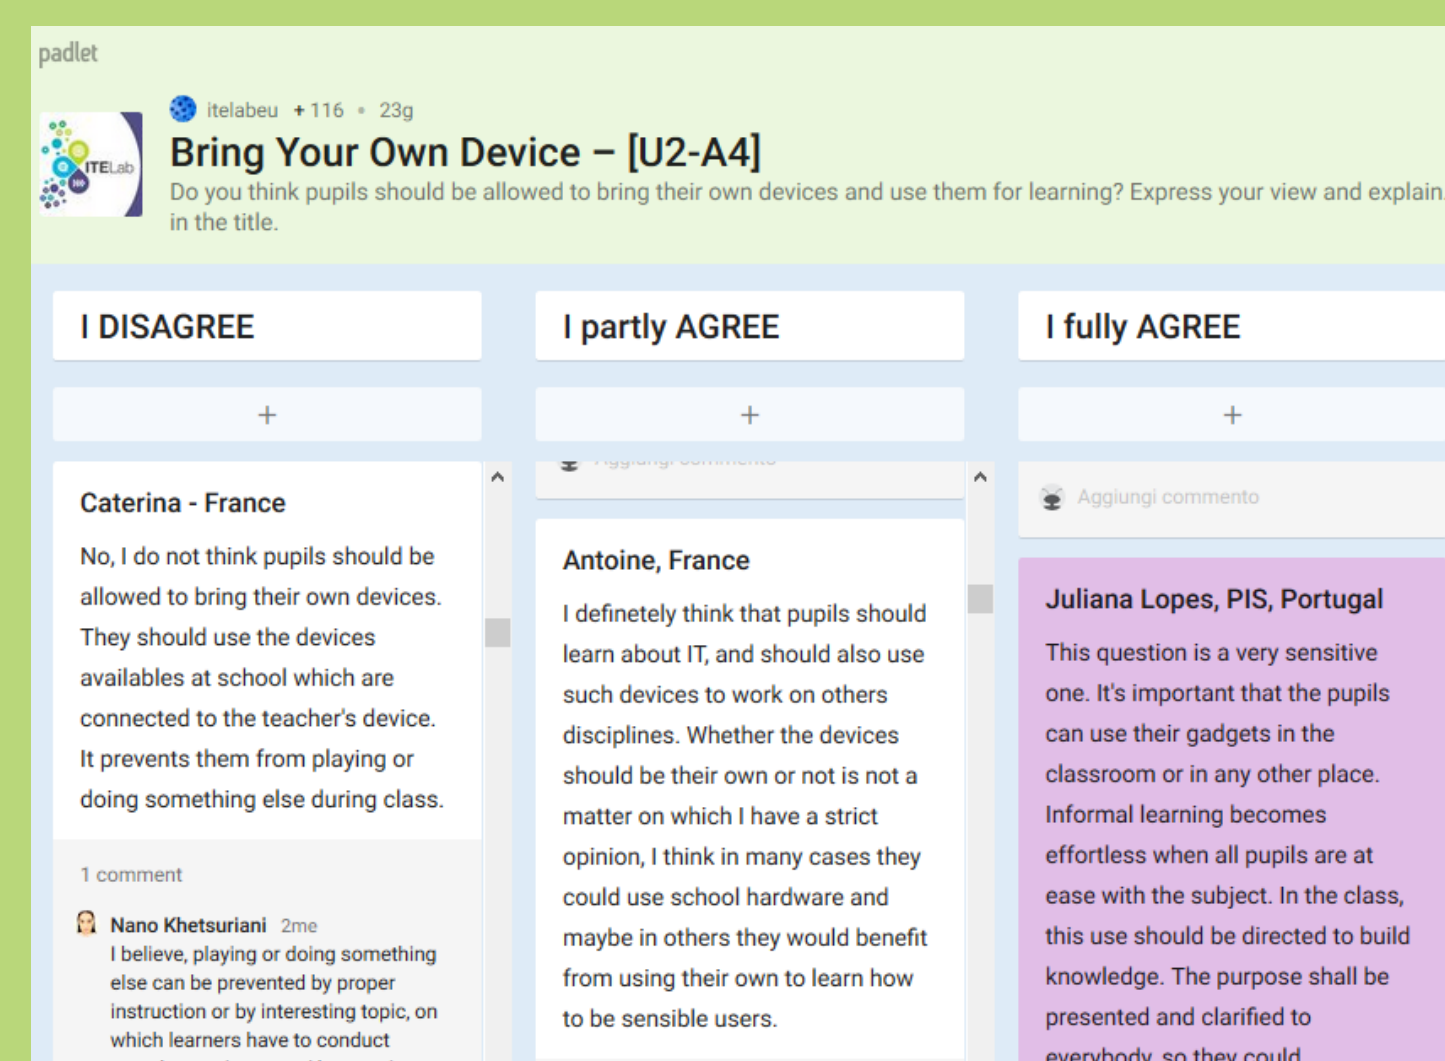 padlet
itelabeu +116 • 23g
ITELab
Bring Your Own Device – [U2-A4]
Do you think pupils should be allowed to bring their own devices and use them for learning? Express your view and explain.
in the title.
I DISAGREE
+
Caterina - France
No, I do not think pupils should be
allowed to bring their own devices.
They should use the devices
availables at school which are
connected to the teacher's device.
It prevents them from playing or
doing something else during class.
1 comment
Nano Khetsuriani 2me
I believe, playing or doing something
else can be prevented by proper
instruction or by interesting topic, on
which learners have to conduct
I partly AGREE
+
Aggiungi commento
Antoine, France
I definetely think that pupils should
learn about IT, and should also use
such devices to work on others
disciplines. Whether the devices
should be their own or not is not a
matter on which I have a strict
opinion, I think in many cases they
could use school hardware and
maybe in others they would benefit
from using their own to learn how
to be sensible users.
I fully AGREE
+
Aggiungi commento
Juliana Lopes, PIS, Portugal
This question is a very sensitive
one. It's important that the pupils
can use their gadgets in the
classroom or in any other place.
Informal learning becomes
effortless when all pupils are at
ease with the subject. In the class,
this use should be directed to build
knowledge. The purpose shall be
presented and clarified to
everybody, so they could